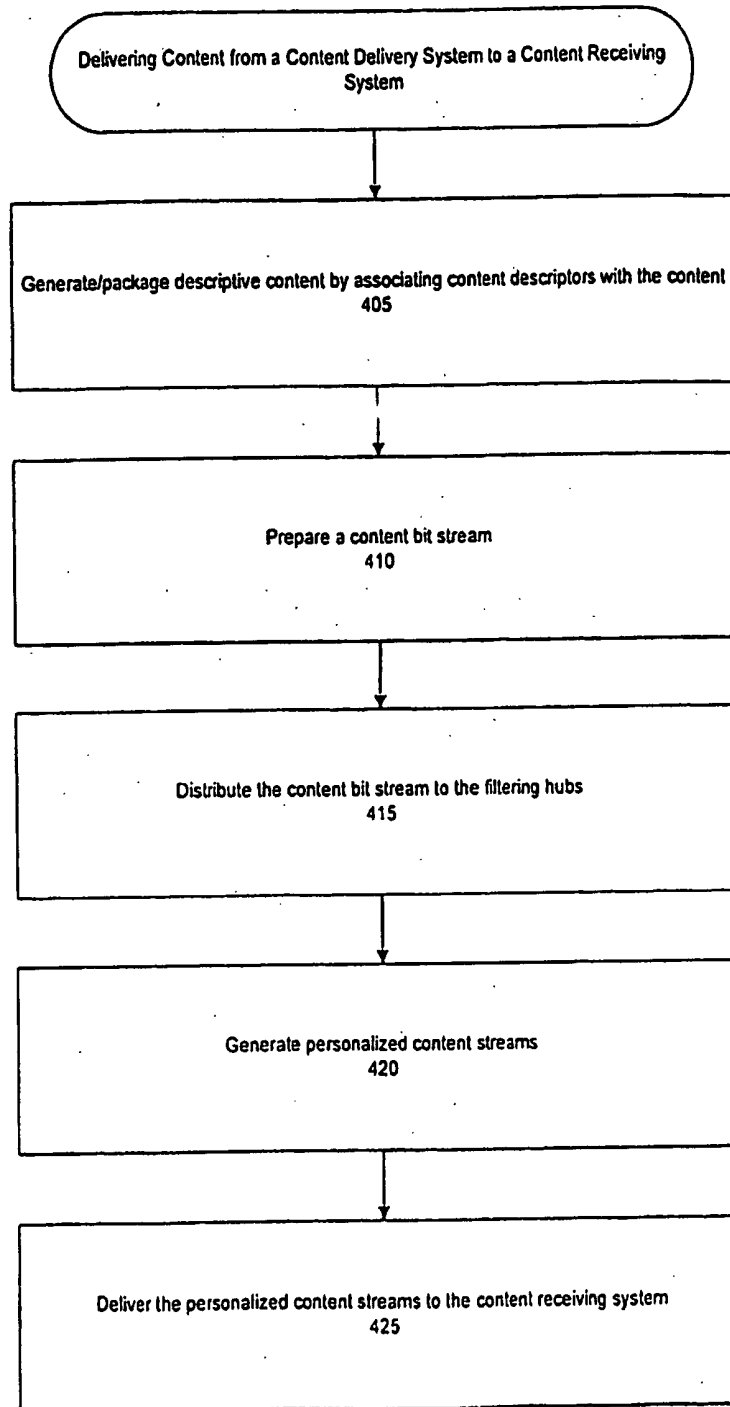 Delivering Content from a Content Delivery System to a Content Receiving
System
Generate/package descriptive content by associating content descriptors with the content
405
Prepare a content bit stream
410
Distribute the content bit stream to the filtering hubs
415
Generate personalized content streams
420
Deliver the personalized content streams to the content receiving system
425